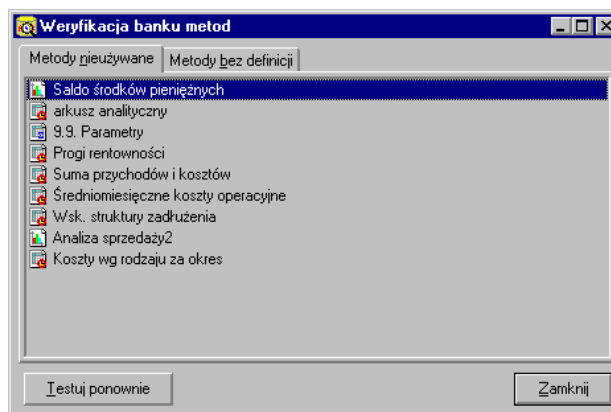 Weryfikacja banku metod
Metody nieużywane Metody bez definicji
Saldo środków pieniężnych
arkusz analityczny
9.9. Parametry
Progi rentowności
Suma przychodów i kosztów
Średniomiesięczne koszty operacyjne
Wsk. struktury zadłużenia
Analiza sprzedaży2
Koszty wg rodzaju za okres
Testuj ponownie Zamknij